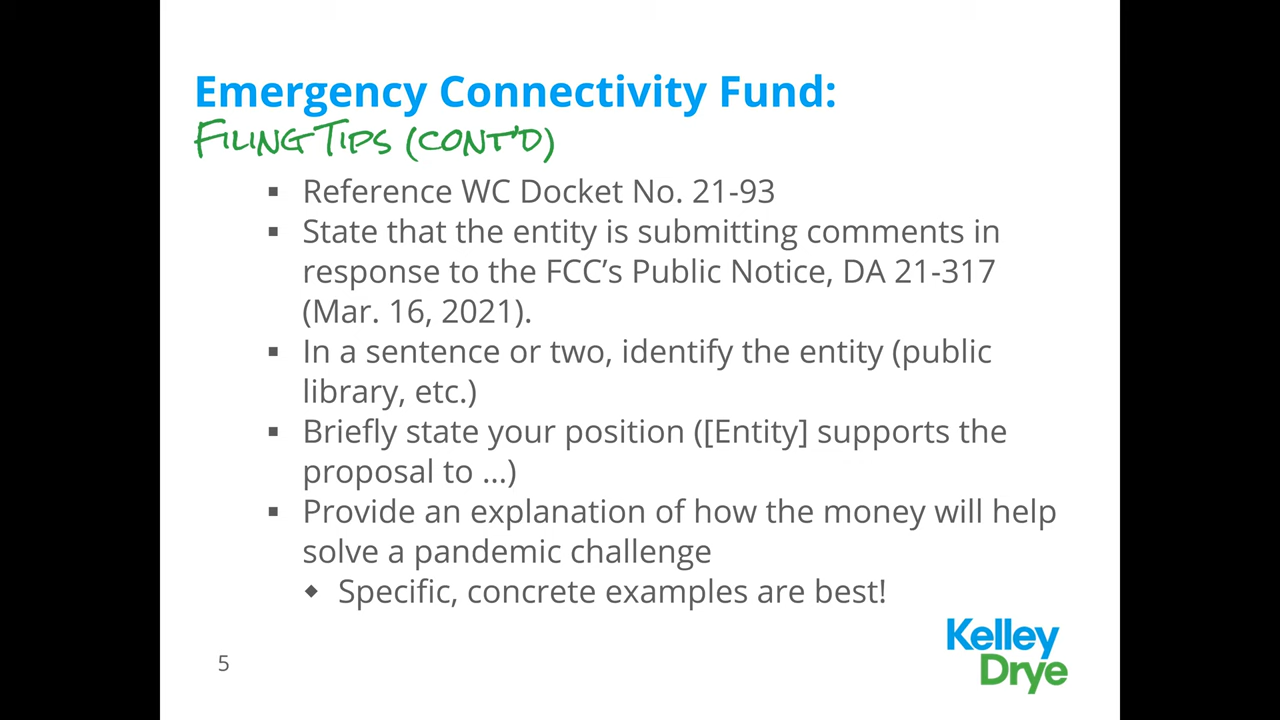 Emergency Connectivity Fund:
FILING TIPS (CONT'D)
▪ Reference WC Docket No. 21-93
▪ State that the entity is submitting comments in
response to the FCC’s Public Notice, DA 21-317
(Mar. 16, 2021).
▪ In a sentence or two, identify the entity (public
library, etc.)
▪ Briefly state your position ([Entity] supports the
proposal to …)
▪ Provide an explanation of how the money will help
solve a pandemic challenge
◆ Specific, concrete examples are best!
5
Kelley
Drye